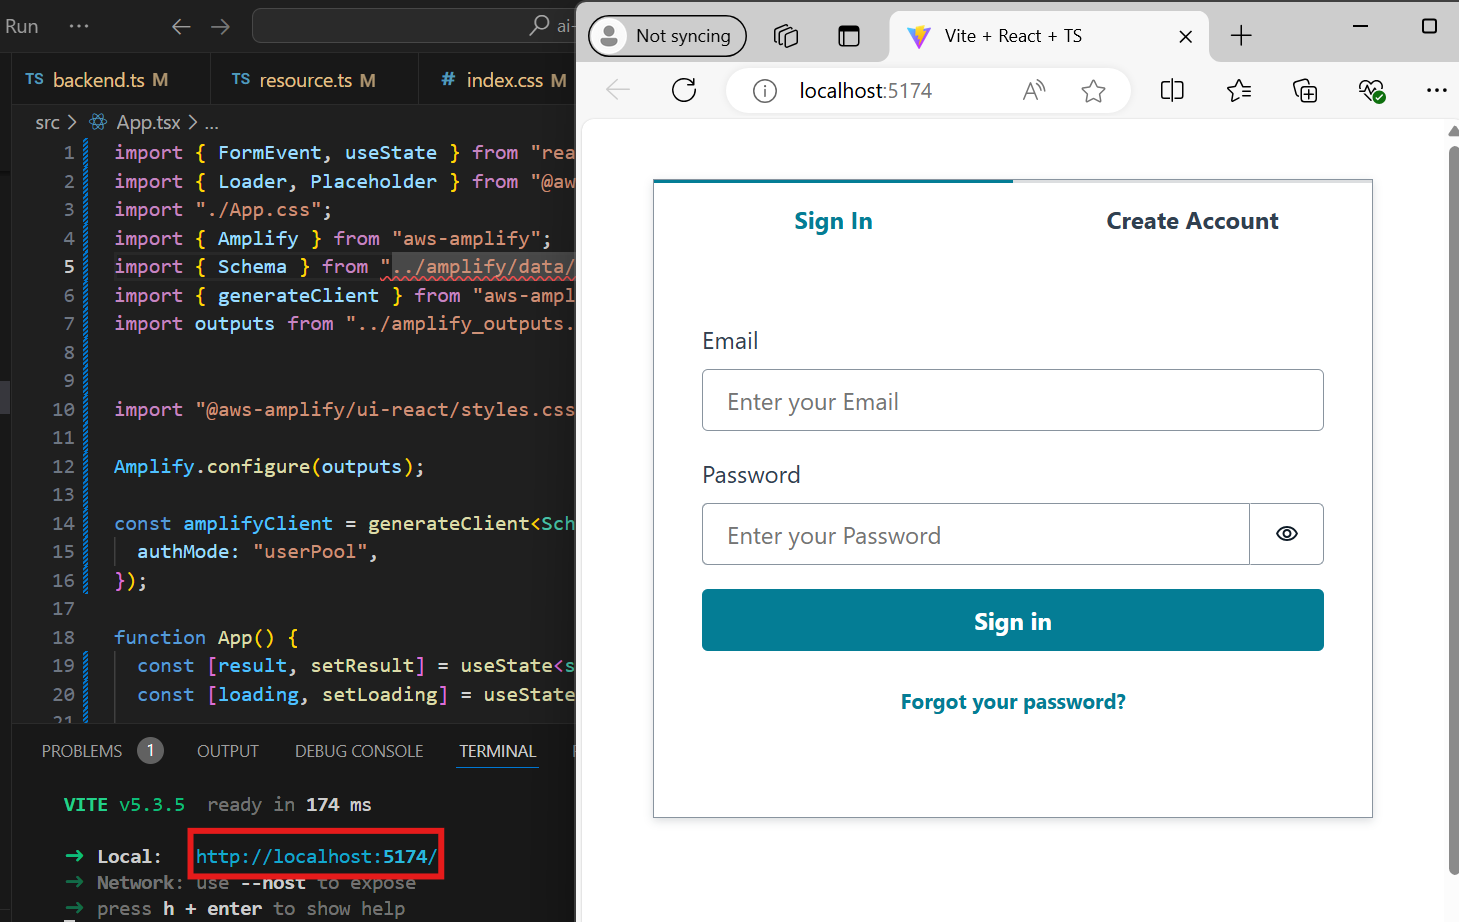 Run ··· ai-
TS backend.ts M TS resource.ts M # index.css M
src > App.tsx > ...
1 import { FormEvent, useState } from "rea
2 import { Loader, Placeholder } from "@aw
3 import "./App.css";
4 import { Amplify } from "aws-amplify";
5 import { Schema } from "../amplify/data/
6 import { generateClient } from "aws-ampl
7 import outputs from "../amplify_outputs.
8
9
10 import "@aws-amplify/ui-react/styles.css
11
12 Amplify.configure(outputs);
13
14 const amplifyClient = generateClient<Sch
15 authMode: "userPool",
16 });
17
18 function App() {
19 const [result, setResult] = useState<s
20 const [loading, setLoading] = useState
21
PROBLEMS 1 OUTPUT DEBUG CONSOLE TERMINAL
VITE v5.3.5 ready in 174 ms
➜ Local: http://localhost:5174/
➜ Network: use --host to expose
➜ press h + enter to show help
Not syncing Vite + React + TS
localhost:5174
Sign In Create Account
Email
Enter your Email
Password
Enter your Password
Sign in
Forgot your password?